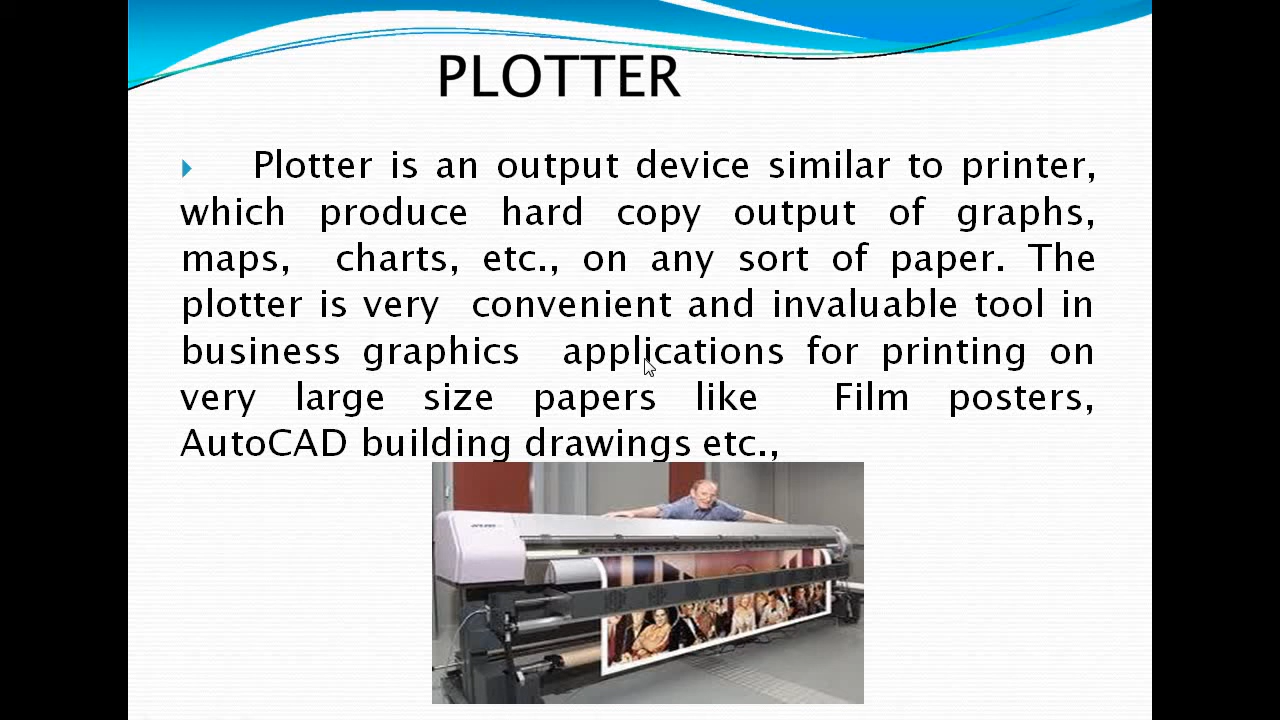 PLOTTER
Plotter is an output device similar to printer,
which produce hard copy output of graphs,
maps, charts, etc., on any sort of paper. The
plotter is very convenient and invaluable tool in
business graphics applications for printing on
very large size papers like Film posters,
AutoCAD building drawings etc.,